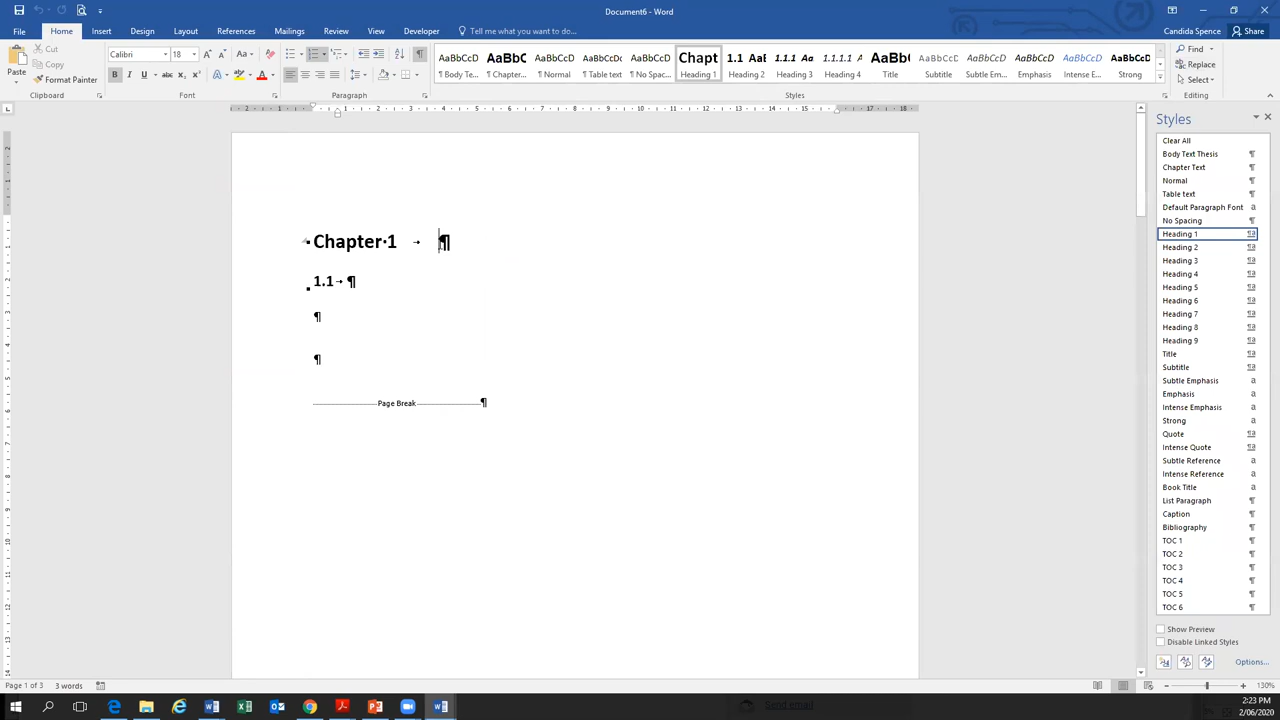 Document6 - Word
Candida Spence
Share
File
Home
Insert
Design
Layout
References
Mailings
Review
View
Developer
Tell me what you want to do...
Paste
Cut
Copy
Format Painter
Clipboard
Calibri
18
Font
Paragraph
AaBbCcD
¶ Body Te...
AaBbC
¶ Chapter...
AaBbCcD
¶ Normal
AaBbCcD
¶ Table text
AaBbCcDc
¶ No Spac...
Chapt
Heading 1
1.1 AaB
Heading 2
1.1.1 Aa
Heading 3
1.1.1.1 A
Heading 4
AaBb
Title
AaBbCcD
Subtitle
AaBbCcD
Subtle Em...
AaBbCcD
Emphasis
AaBbCcD
Intense E...
AaBbCcD
Strong
Styles
Find
Replace
Select
Editing
Chapter·1 → ¶
1.1→ ¶
¶
¶
Page Break ¶
Styles
Clear All
Body Text Thesis ¶
Chapter Text ¶
Normal ¶
Table text ¶
Default Paragraph Font a
No Spacing ¶
Heading 1 ¶a
Heading 2 ¶a
Heading 3 ¶a
Heading 4 ¶a
Heading 5 ¶a
Heading 6 ¶a
Heading 7 ¶a
Heading 8 ¶a
Heading 9 ¶a
Title ¶a
Subtitle ¶a
Subtle Emphasis a
Emphasis a
Intense Emphasis a
Strong a
Quote ¶a
Intense Quote ¶a
Subtle Reference a
Intense Reference a
Book Title a
List Paragraph ¶
Caption ¶
Bibliography ¶
TOC 1 ¶
TOC 2 ¶
TOC 3 ¶
TOC 4 ¶
TOC 5 ¶
TOC 6 ¶
Show Preview
Disable Linked Styles
Options...
Page 1 of 3
3 words
130%
Send email
2:23 PM
2/06/2020